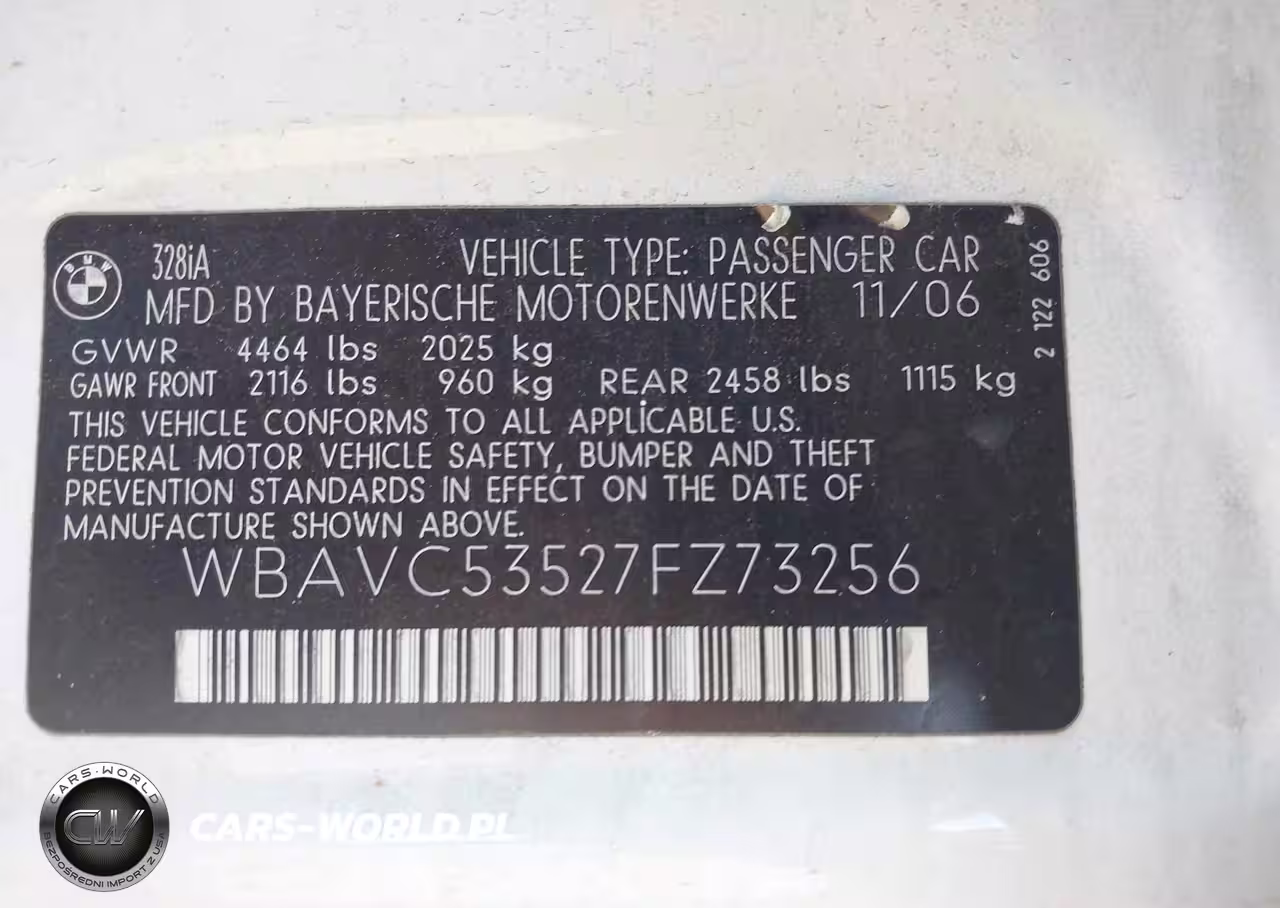 BMW
328iA VEHICLE TYPE: PASSENGER CAR
MFD BY BAYERISCHE MOTORENWERKE 11/06
GVWR 4464 lbs 2025 kg
GAWR FRONT 2116 lbs 960 kg REAR 2458 lbs 1115 kg
THIS VEHICLE CONFORMS TO ALL APPLICABLE U.S.
FEDERAL MOTOR VEHICLE SAFETY, BUMPER AND THEFT
PREVENTION STANDARDS IN EFFECT ON THE DATE OF
MANUFACTURE SHOWN ABOVE.
WBAVC53527FZ73256
2 122 606
CARS·WORLD
CW
BEZPOŚREDNI IMPORT Z USA
CARS-WORLD.PL